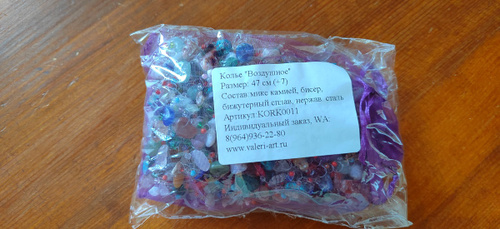 Колье "Воздушное"
Размер: 47 см (+7)
Состав микс камней, бисер,
бижутерный сплав, нержав. сталь
Артикул KORK0011
Индивидуальный заказ, WA
8(964)936-22-80
www.valeri-art.ru